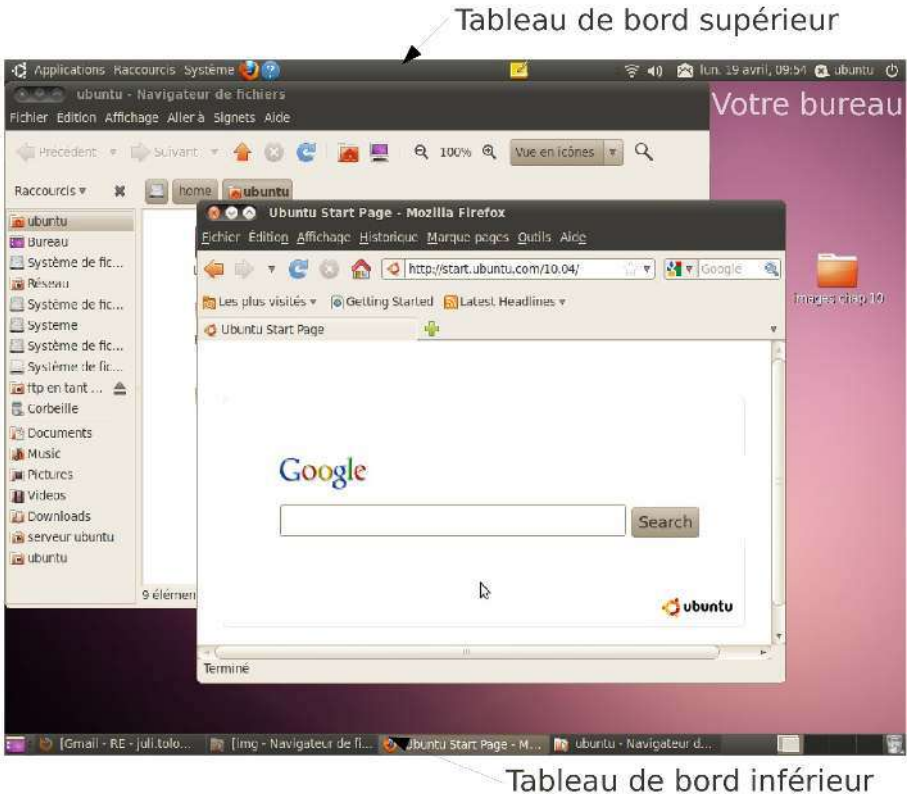 Tableau de bord supérieur
Applications Raccourcis Système lun. 19 avril, 09:54 ubuntu
ubuntu - Navigateur de fichiers
Votre bureau
Fichier Edition Affichage Aller à Signets Aide
Précédent Suivant 100% Vue en icônes
Raccourcis home ubuntu
ubuntu
Bureau
Système de fic...
Réseau
Système de fic...
Systeme
Système de fic...
Système de fic...
ftp en tant ...
Corbeille
Documents
Music
Pictures
Videos
Downloads
serveur ubuntu
ubuntu
9 élémen
Ubuntu Start Page - Mozilla Firefox
Fichier Édition Affichage Historique Marque-pages Outils Aide
http://start.ubuntu.com/10.04/ Google
Les plus visités Getting Started Latest Headlines
Ubuntu Start Page
Google
Search
ubuntu
Terminé
Images chap 10
[Gmail - RE - juli.tolo... [img - Navigateur de fi... Ubuntu Start Page - M... ubuntu - Navigateur d...
Tableau de bord inférieur